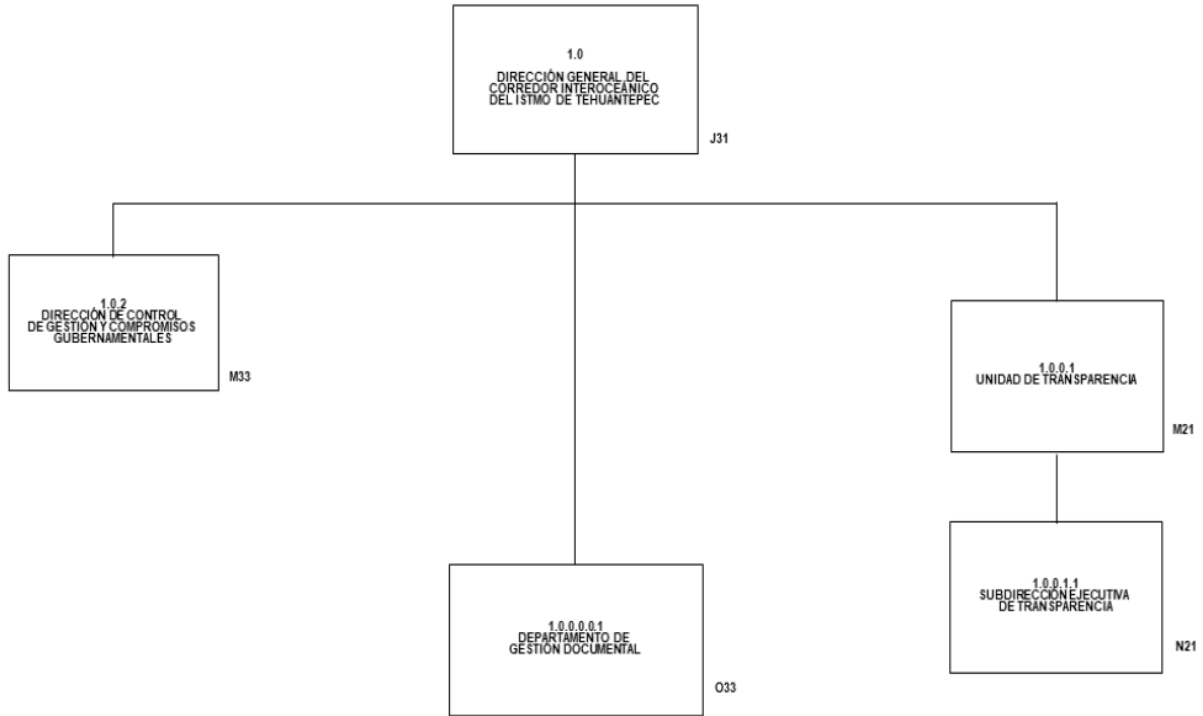 1.0
DIRECCIÓN GENERAL DEL
CORREDOR INTEROCEÁNICO
DEL ISTMO DE TEHUANTEPEC
J31
1.0.2
DIRECCIÓN DE CONTROL
DE GESTIÓN Y COMPROMISOS
GUBERNAMENTALES
M33
1.0.0.1
UNIDAD DE TRANSPARENCIA
M21
1.0.0.1.1
SUBDIRECCIÓN EJECUTIVA
DE TRANSPARENCIA
N21
1.0.0.0.0.1
DEPARTAMENTO DE
GESTIÓN DOCUMENTAL
O33